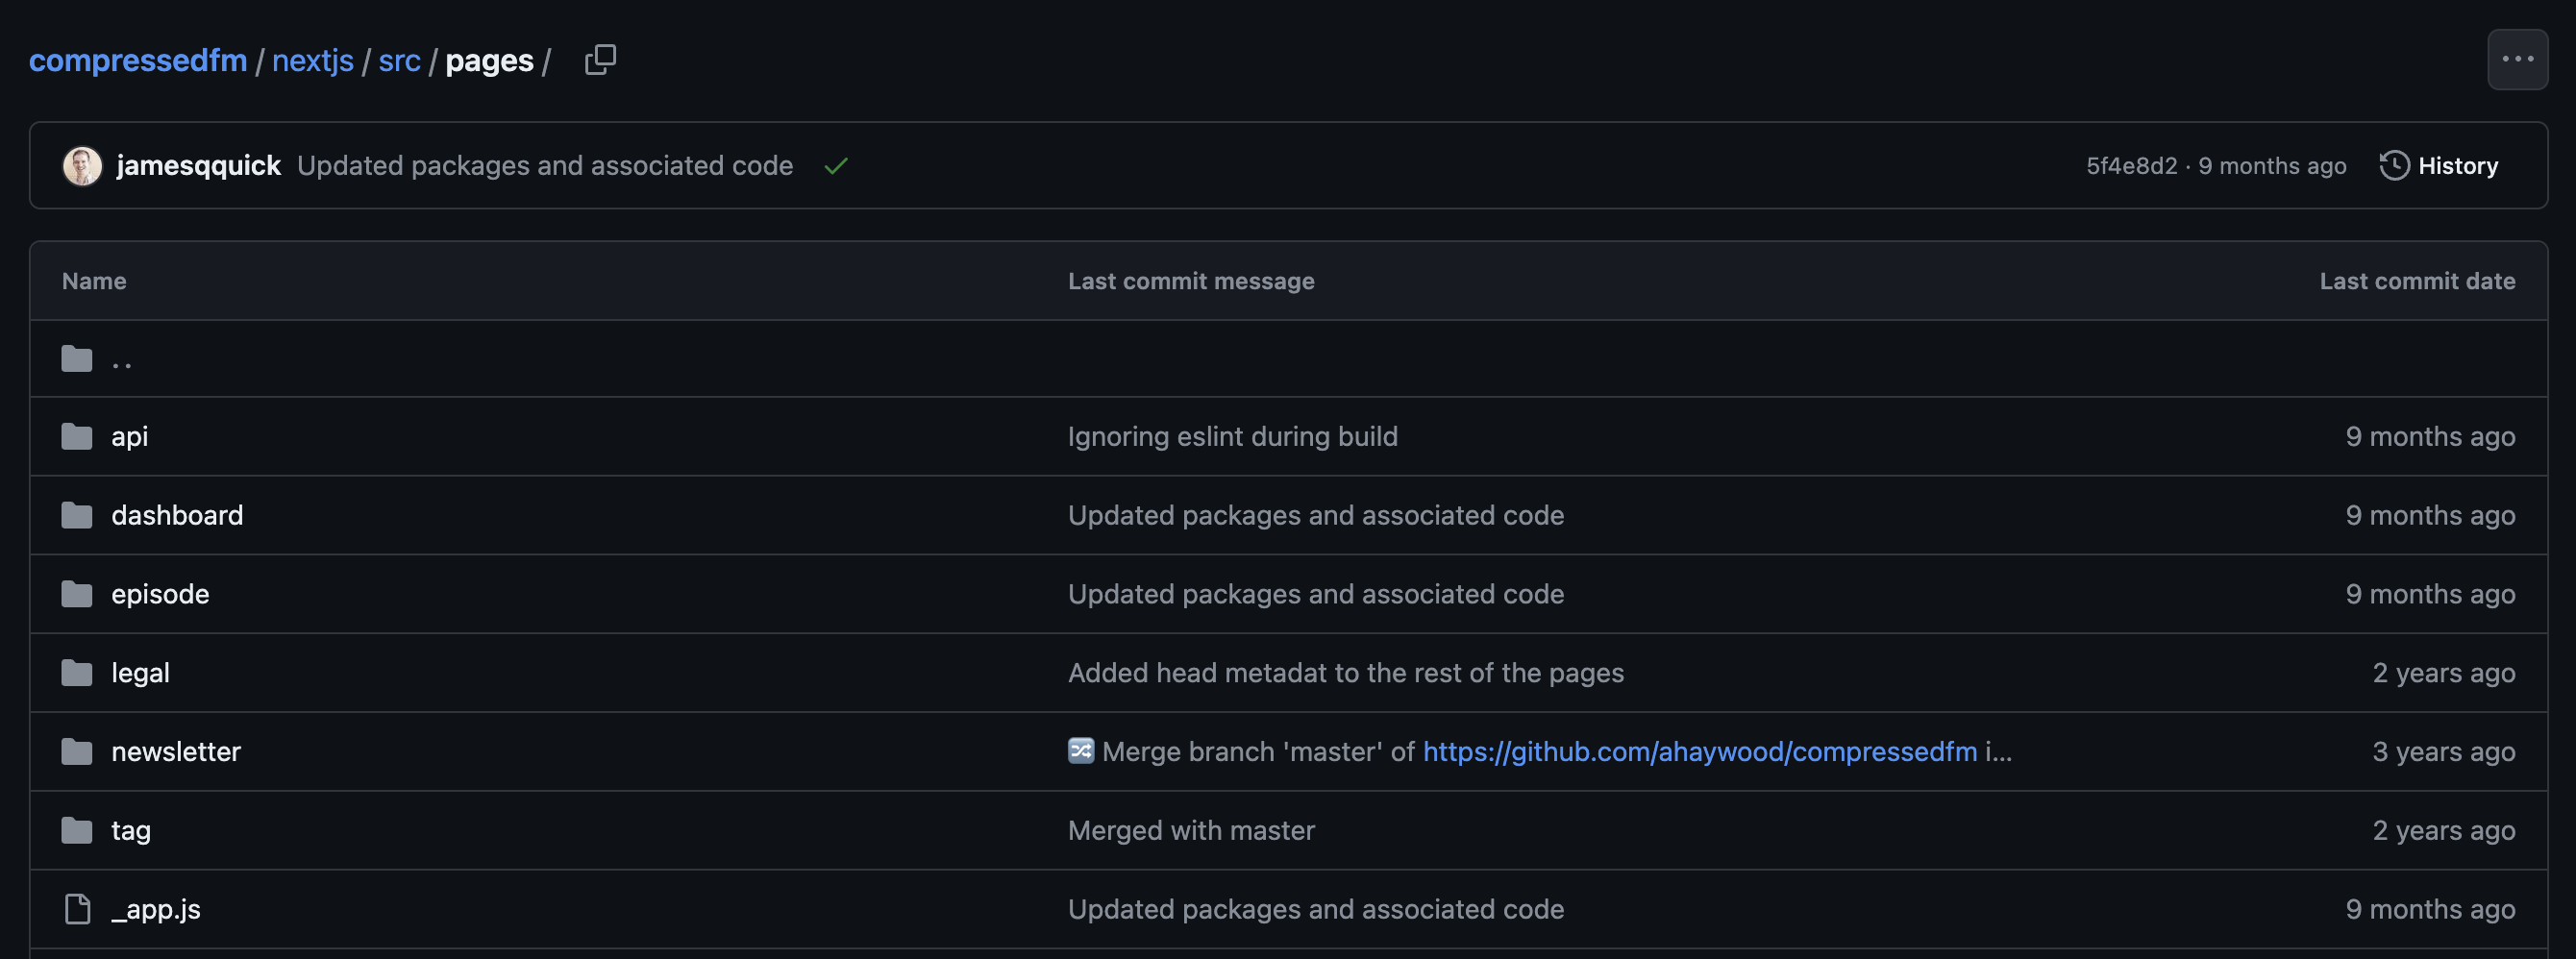 compressedfm / nextjs / src / pages /
jamesqquick Updated packages and associated code 5f4e8d2 · 9 months ago History
Name Last commit message Last commit date
..
api Ignoring eslint during build 9 months ago
dashboard Updated packages and associated code 9 months ago
episode Updated packages and associated code 9 months ago
legal Added head metadat to the rest of the pages 2 years ago
newsletter 🔀 Merge branch 'master' of https://github.com/ahaywood/compressedfm i... 3 years ago
tag Merged with master 2 years ago
_app.js Updated packages and associated code 9 months ago